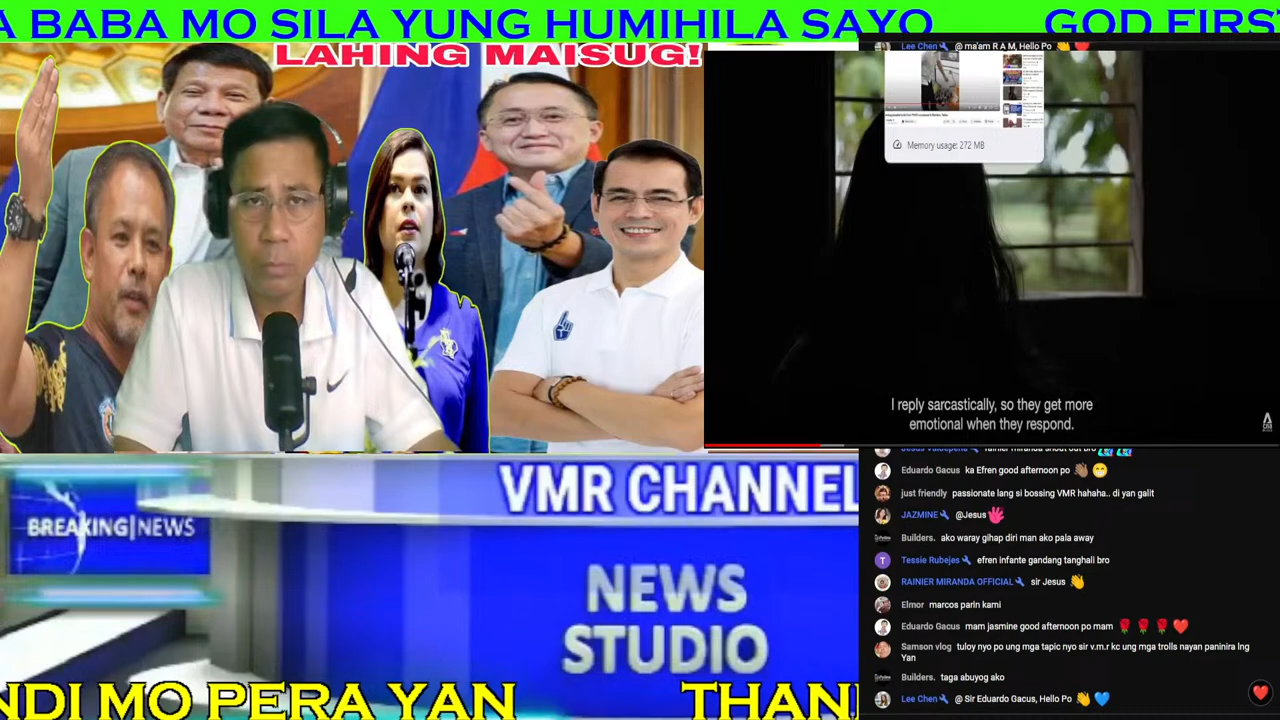 A BABA MO SILA YUNG HUMIHILA SAYO GOD FIRST
LAHING MAISUG!
Lee Chen @ ma'am R A M, Hello Po 👋❤️
Memory usage: 272 MB
I reply sarcastically, so they get more
emotional when they respond.
VMR CHANNEL
BREAKING|NEWS
NEWS
STUDIO
NDI MO PERA YAN THAN
Eduardo Gacus ka Efren good afternoon po 👋🏽😁
just friendly passionate lang si bossing VMR hahaha.. di yan galit
JAZMINE @Jesus
Builders. ako waray gihap diri man ako pala away
T Tessie Rubejes efren infante gandang tanghali bro
RAINIER MIRANDA OFFICIAL sir Jesus 👋
Elmor marcos parin kami
Eduardo Gacus mam jasmine good afternoon po mam 🌹🌹🌹❤️
Samson vlog tuloy nyo po ung mga tapic nyo sir v.m.r kc ung mga trolls nayan paninira lng
Yan
Builders. taga abuyog ako
Lee Chen @ Sir Eduardo Gacus, Hello Po 👋💙